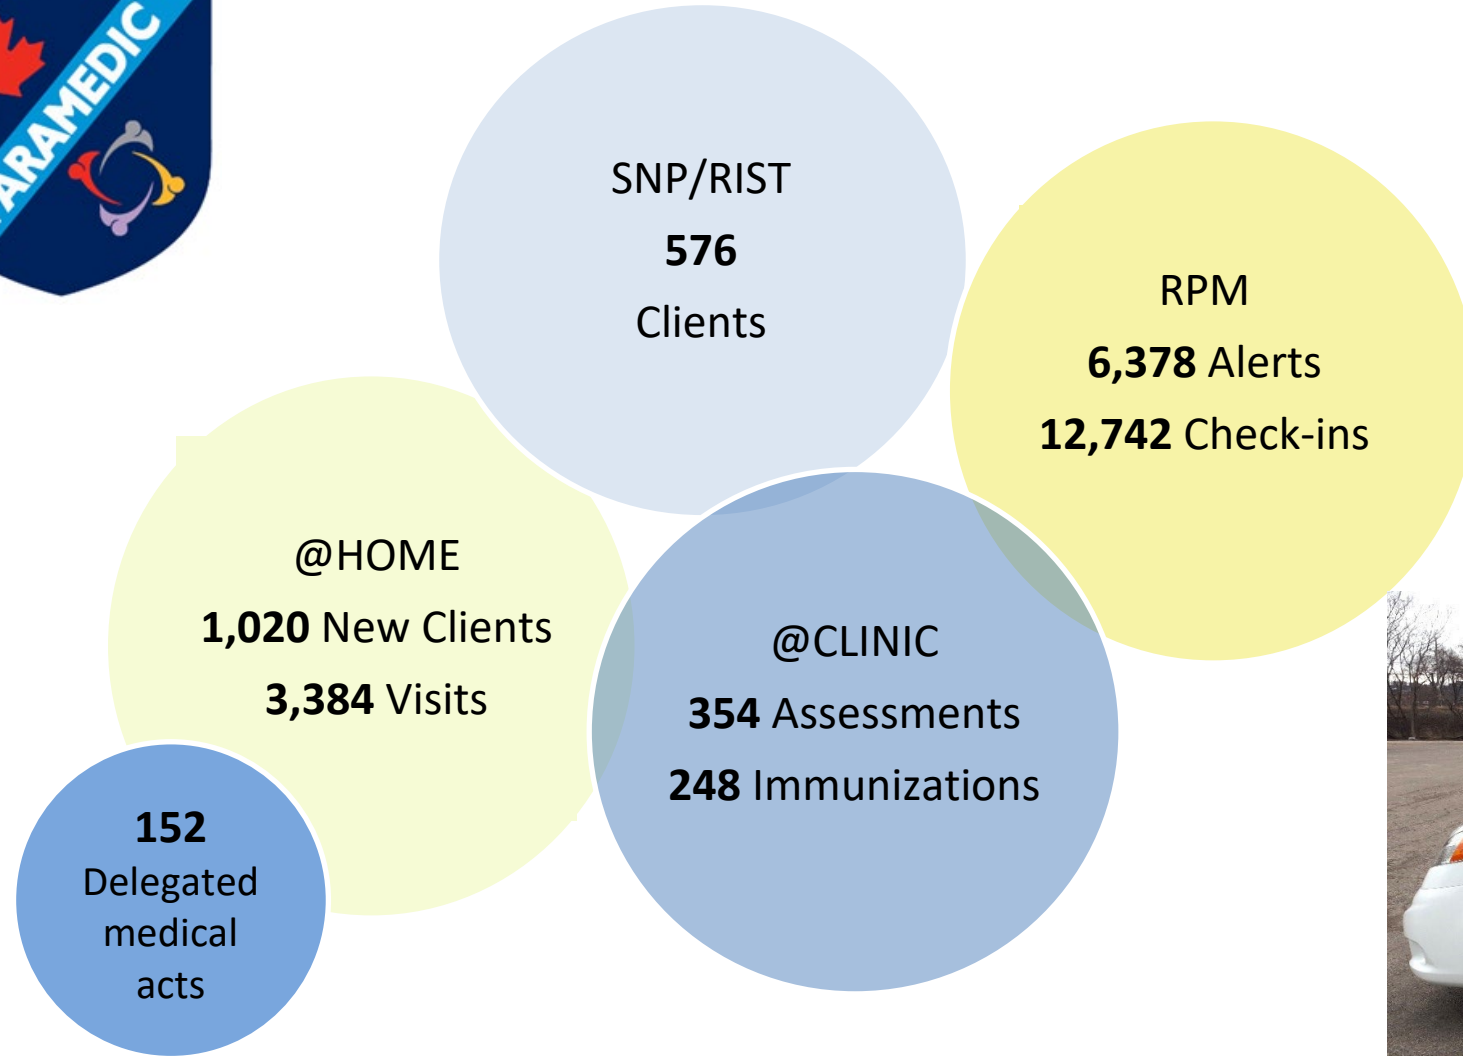 PARAMEDIC
SNP/RIST
576
Clients
RPM
6,378 Alerts
12,742 Check-ins
@HOME
1,020 New Clients
3,384 Visits
@CLINIC
354 Assessments
248 Immunizations
152
Delegated
medical
acts